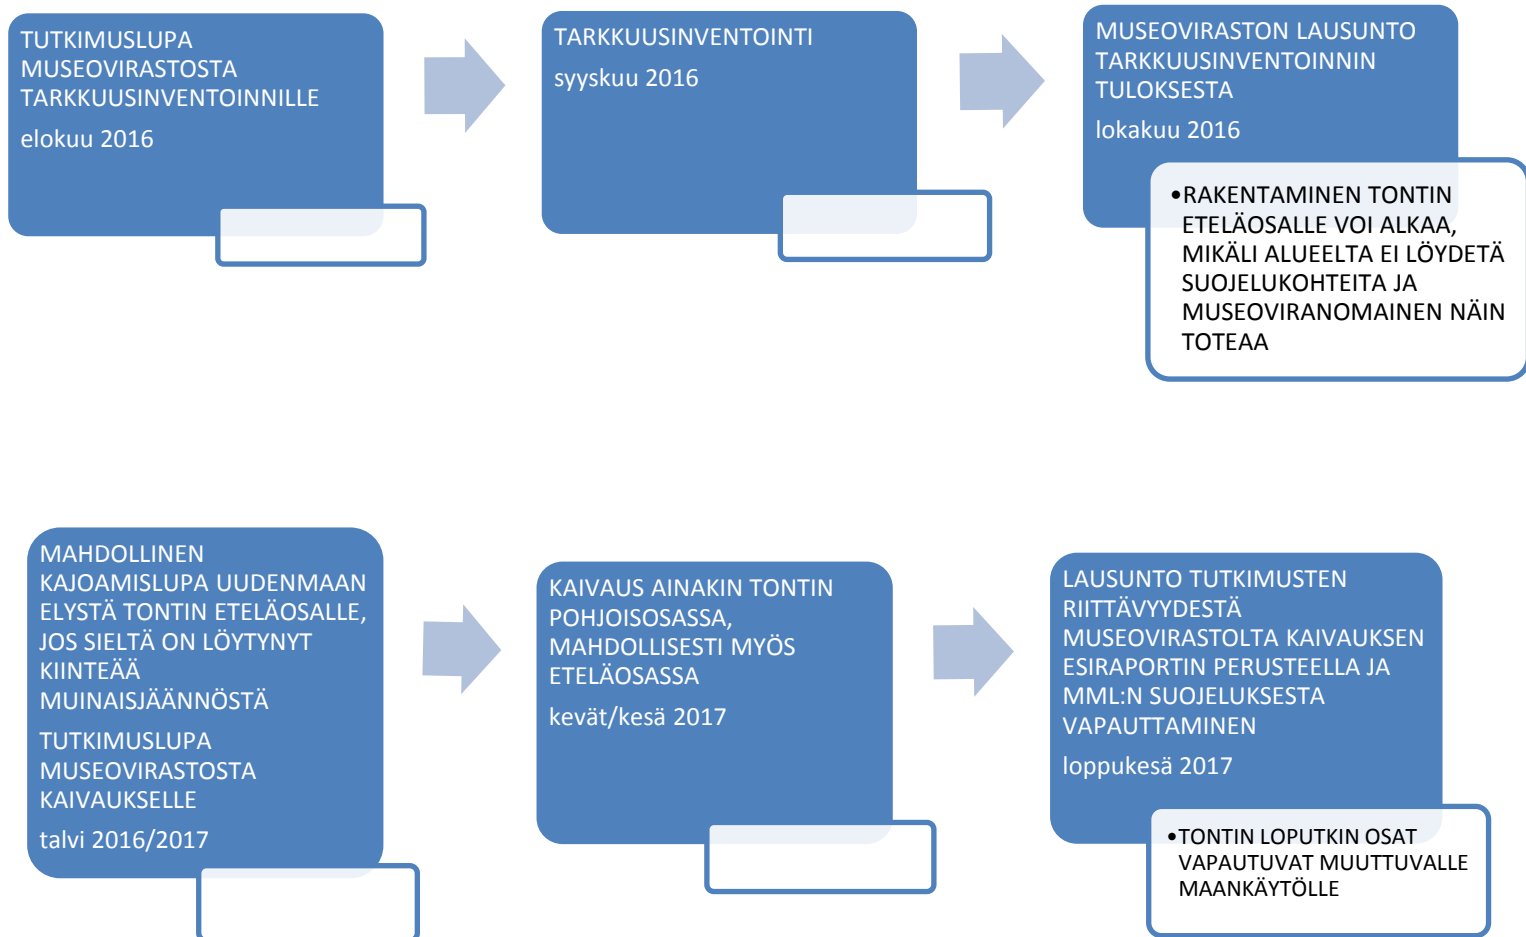 TUTKIMUSLUPA
MUSEOVIRASTOSTA
TARKKUUSINVENTOINNILLE
elokuu 2016
TARKKUUSINVENTOINTI
syyskuu 2016
MUSEOVIRASTON LAUSUNTO
TARKKUUSINVENTOINNIN
TULOKSESTA
lokakuu 2016
•RAKENTAMINEN TONTIN
ETELÄOSALLE VOI ALKAA,
MIKÄLI ALUEELTA EI LÖYDETÄ
SUOJELUKOHTEITA JA
MUSEOVIRANOMAINEN NÄIN
TOTEAA
MAHDOLLINEN
KAJOAMISLUPA UUDENMAAN
ELYSTÄ TONTIN ETELÄOSALLE,
JOS SIELTÄ ON LÖYTYNYT
KIINTEÄÄ
MUINAISJÄÄNNÖSTÄ
TUTKIMUSLUPA
MUSEOVIRASTOSTA
KAIVAUKSELLE
talvi 2016/2017
KAIVAUS AINAKIN TONTIN
POHJOISOSASSA,
MAHDOLLISESTI MYÖS
ETELÄOSASSA
kevät/kesä 2017
LAUSUNTO TUTKIMUSTEN
RIITTÄVYYDESTÄ
MUSEOVIRASTOLTA KAIVAUKSEN
ESIRAPORTIN PERUSTEELLA JA
MML:N SUOJELUKSESTA
VAPAUTTAMINEN
loppukesä 2017
•TONTIN LOPUTKIN OSAT
VAPAUTUVAT MUUTTUVALLE
MAANKÄYTÖLLE